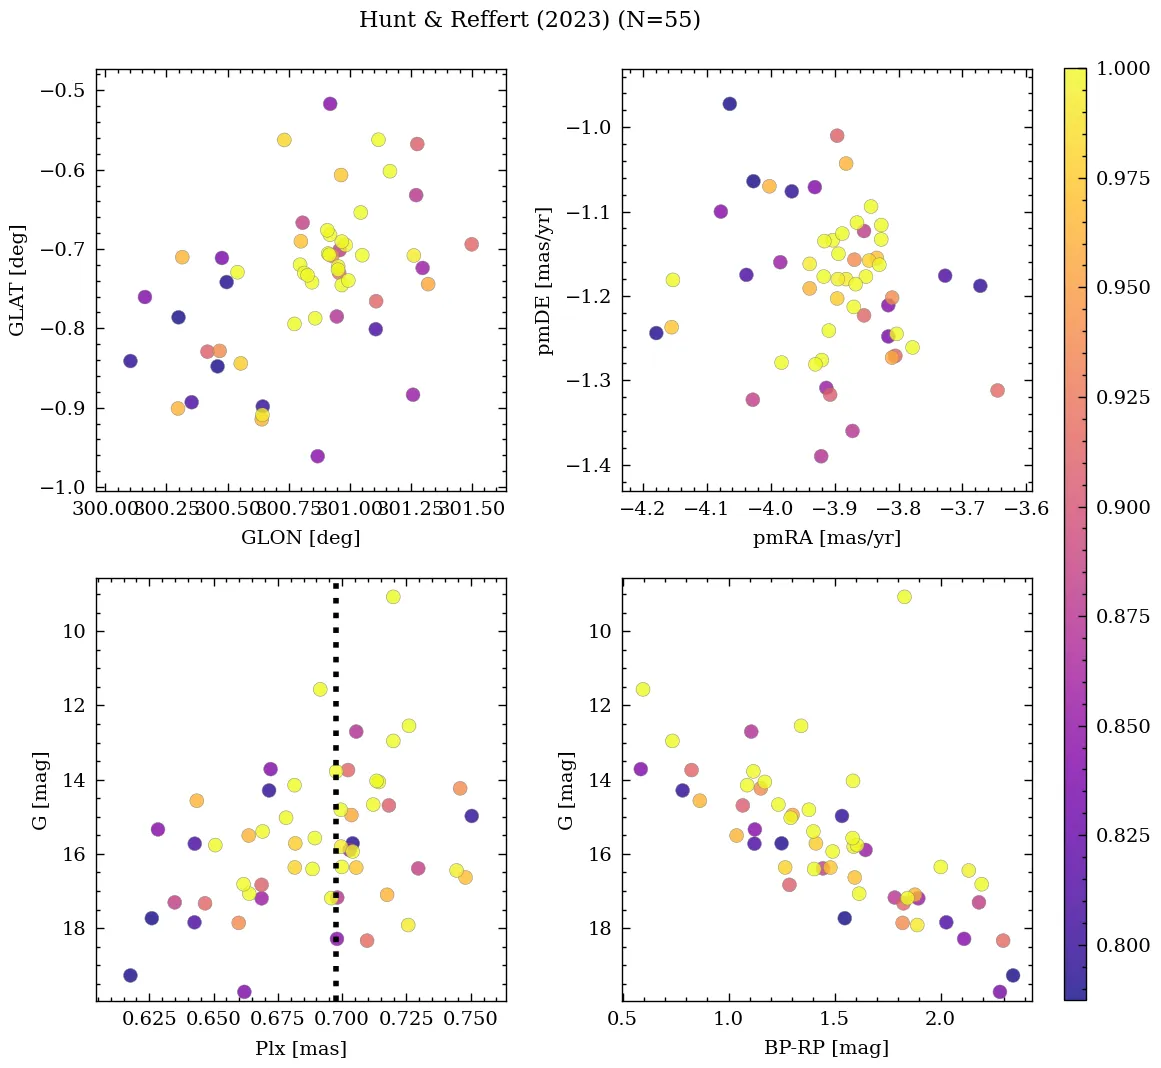 Hunt & Reffert (2023) (N=55)
−0.5
−0.6
−0.7
−0.8
−0.9
−1.0
GLAT [deg]
300.00 300.25 300.50 300.75 301.00 301.25 301.50
GLON [deg]
−1.0
−1.1
−1.2
−1.3
−1.4
pmDE [mas/yr]
−4.2 −4.1 −4.0 −3.9 −3.8 −3.7 −3.6
pmRA [mas/yr]
10
12
14
16
18
G [mag]
0.625 0.650 0.675 0.700 0.725 0.750
Plx [mas]
10
12
14
16
18
G [mag]
0.5 1.0 1.5 2.0
BP-RP [mag]
1.000
0.975
0.950
0.925
0.900
0.875
0.850
0.825
0.800